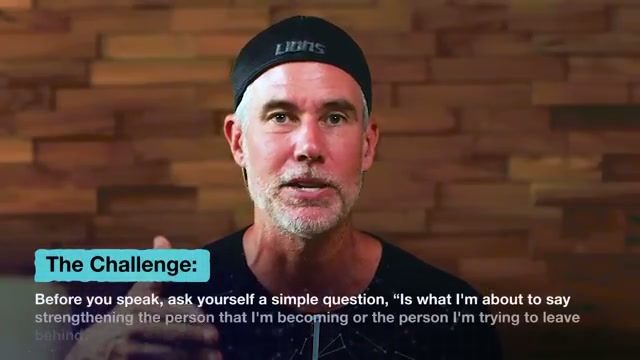 LIONS
The Challenge:
Before you speak, ask yourself a simple question, “Is what I'm about to say
strengthening the person that I'm becoming or the person I'm trying to leave
behind.